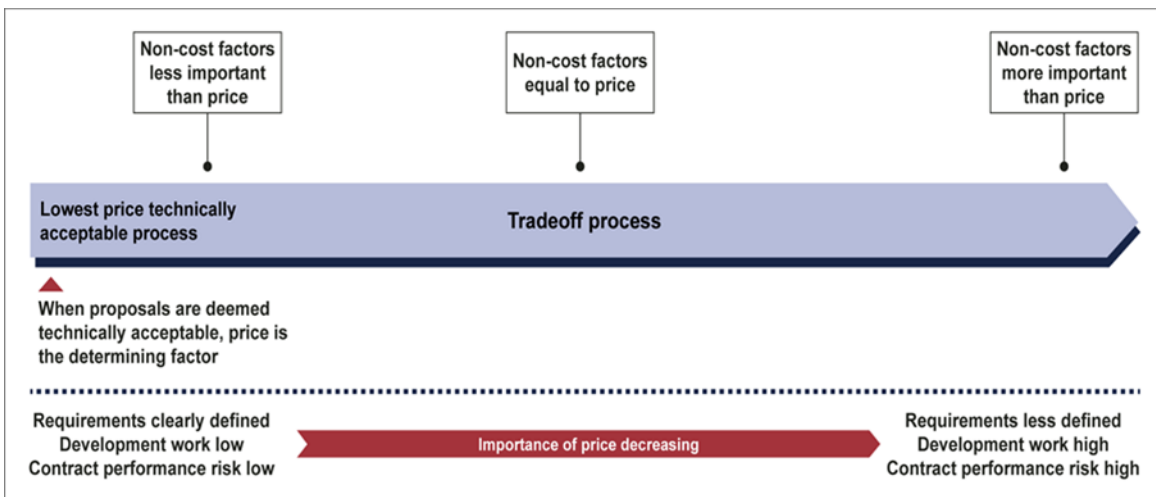 Non-cost factors
less important
than price
Non-cost factors
equal to price
Non-cost factors
more important
than price
Lowest price technically
acceptable process
Tradeoff process
When proposals are deemed
technically acceptable, price is
the determining factor
Requirements clearly defined
Development work low
Contract performance risk low
Importance of price decreasing
Requirements less defined
Development work high
Contract performance risk high